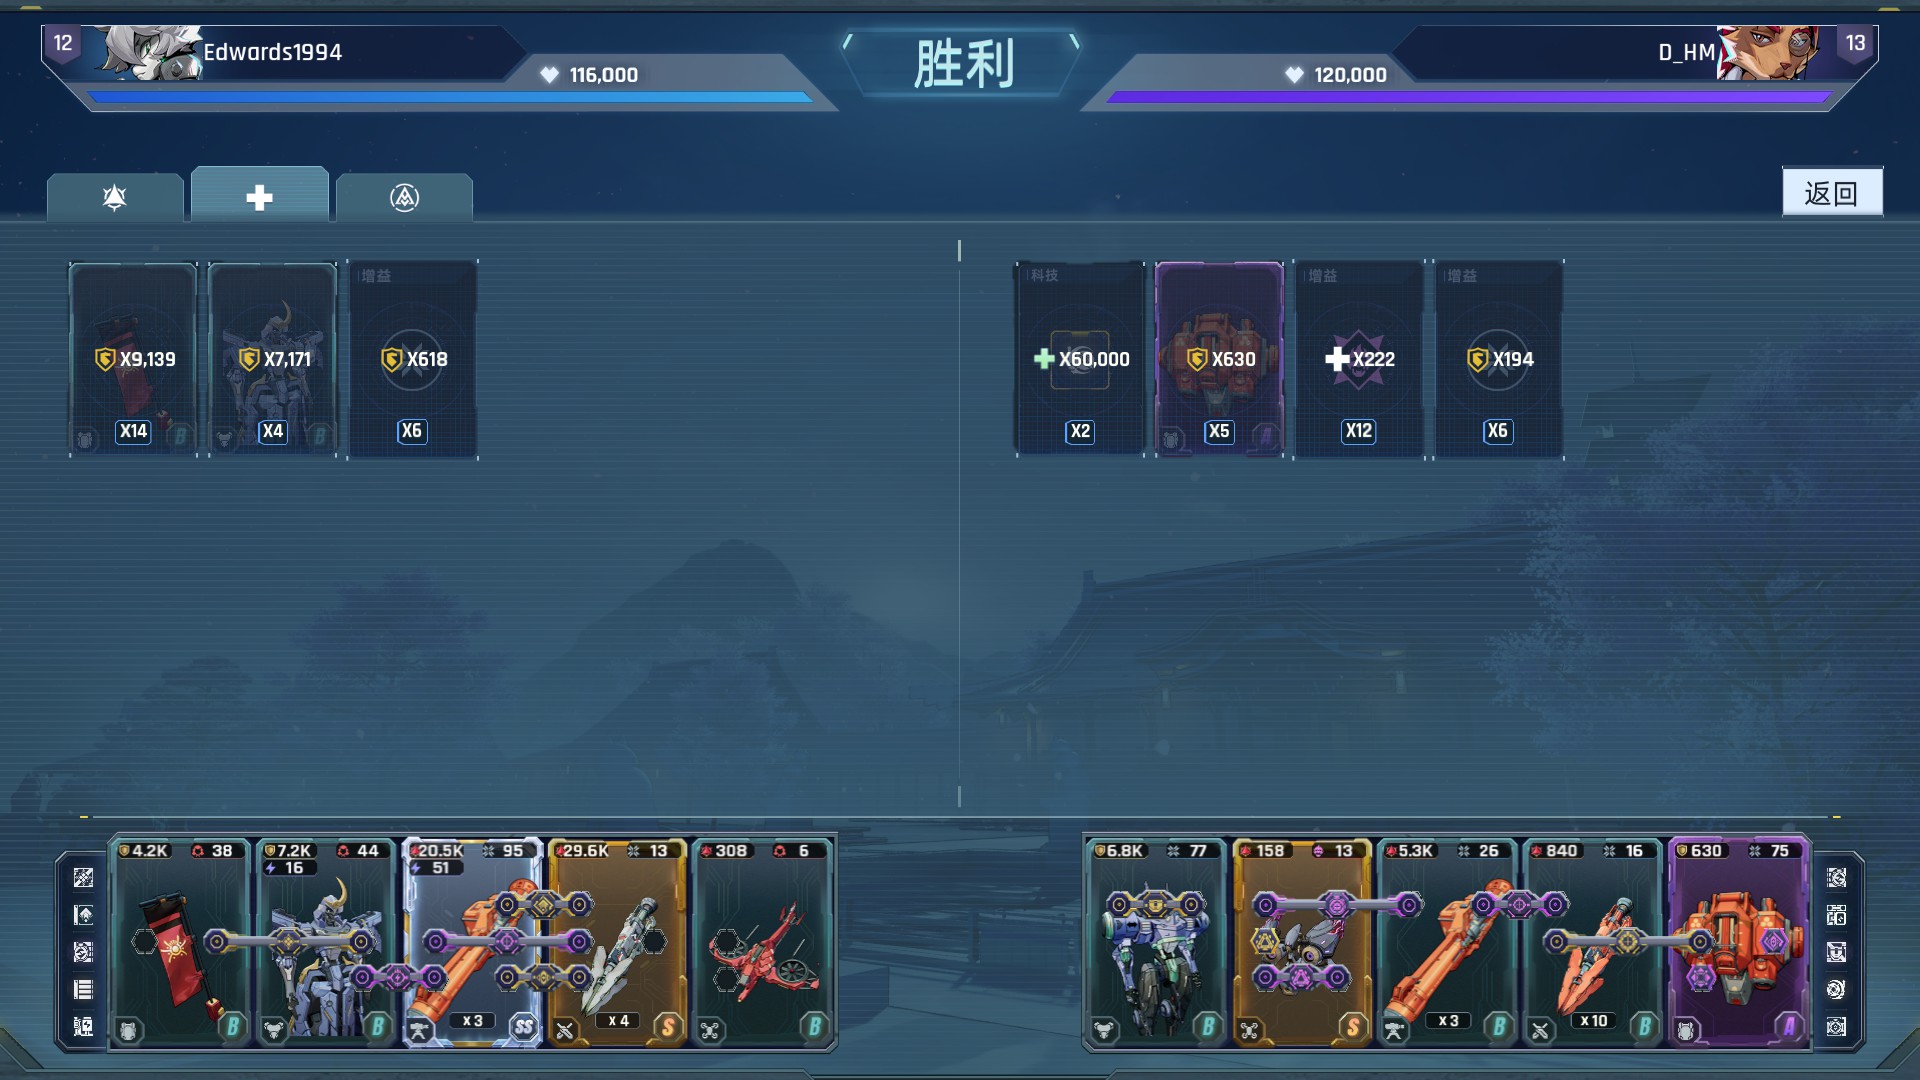 12
Edwards1994
116,000
胜利
120,000
D_HM
13
返回
X9,139
X14
B
X7,171
X4
B
增益
X618
X6
科技
X60,000
X2
X630
X5
A
增益
X222
X12
增益
X194
X6
4.2K 38
B
7.2K 44
16
B
20.5K 95
51
x3 SS
29.6K 13
x4 S
308 6
B
6.8K 77
B
158 13
S
5.3K 26
x3 B
840 16
x10 B
630 75
A